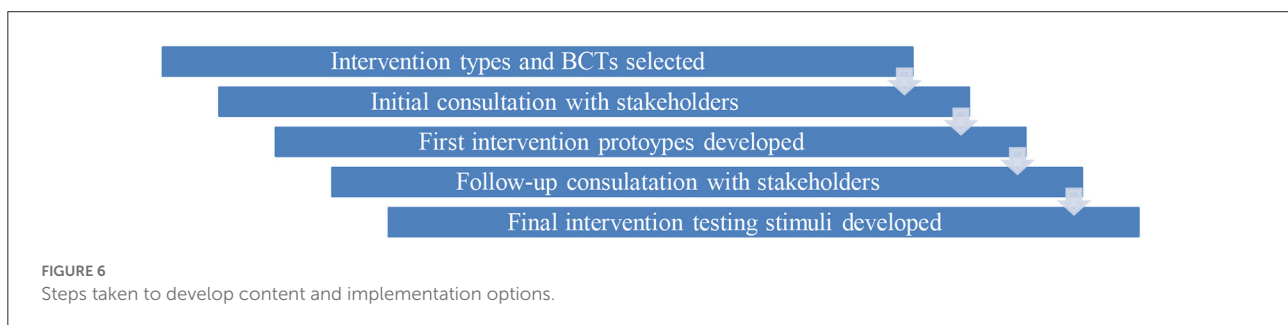 Intervention types and BCTs selected
Initial consultation with stakeholders
First intervention protoypes developed
Follow-up consulatation with stakeholders
Final intervention testing stimuli developed
FIGURE 6
Steps taken to develop content and implementation options.